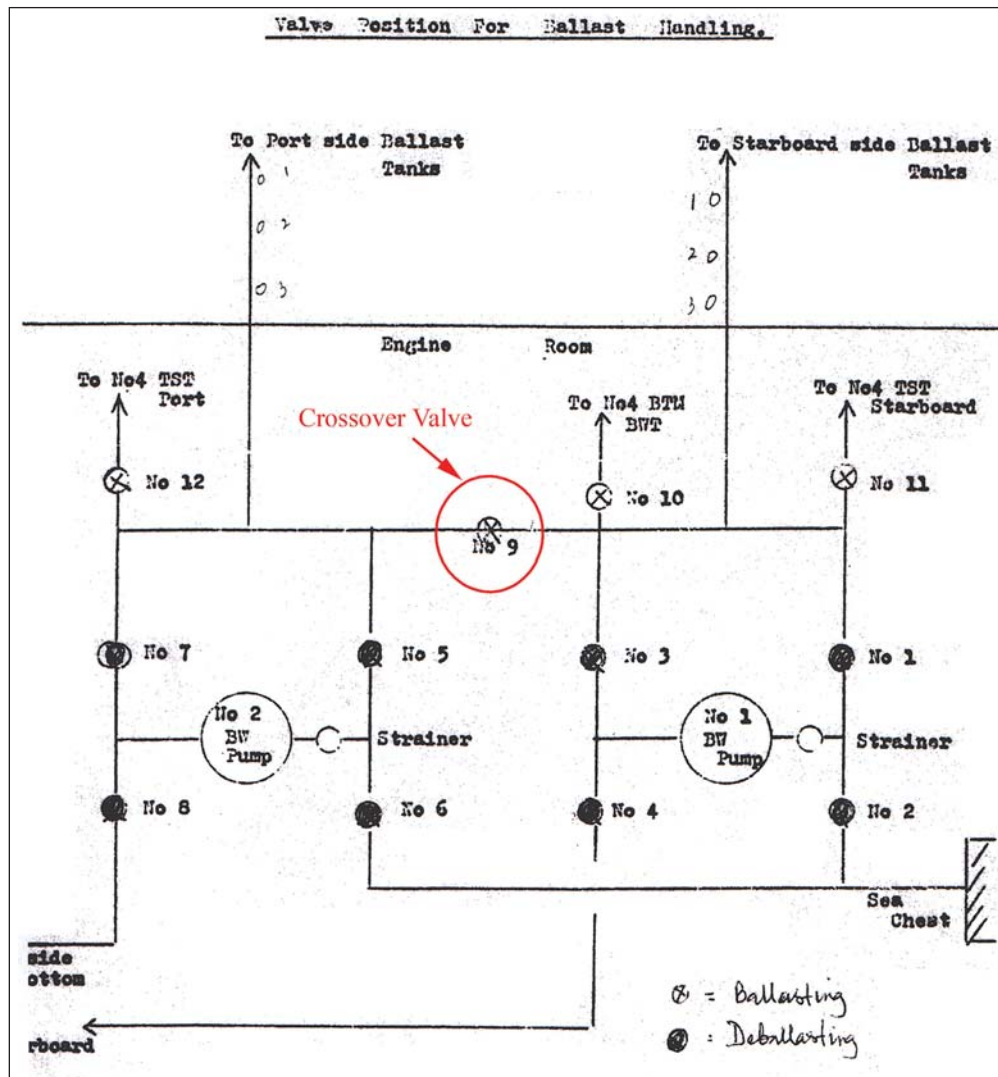 Valve Position For Ballast Handling.
To Port side Ballast
Tanks
To Starboard side Ballast
Tanks
0 1
0 2
0 3
1 0
2 0
3 0
Engine Room
To No4 TST
Port
Crossover Valve
To No4 BTM
BWT
To No4 TST
Starboard
No 12
No 10
No 11
No 9
No 7
No 5
No 3
No 1
No 2
BW
Pump
Strainer
No 1
BW
Pump
Strainer
No 8
No 6
No 4
No 2
Sea
Chest
side
ottom
⊗ = Ballasting
rboard
● = Deballasting